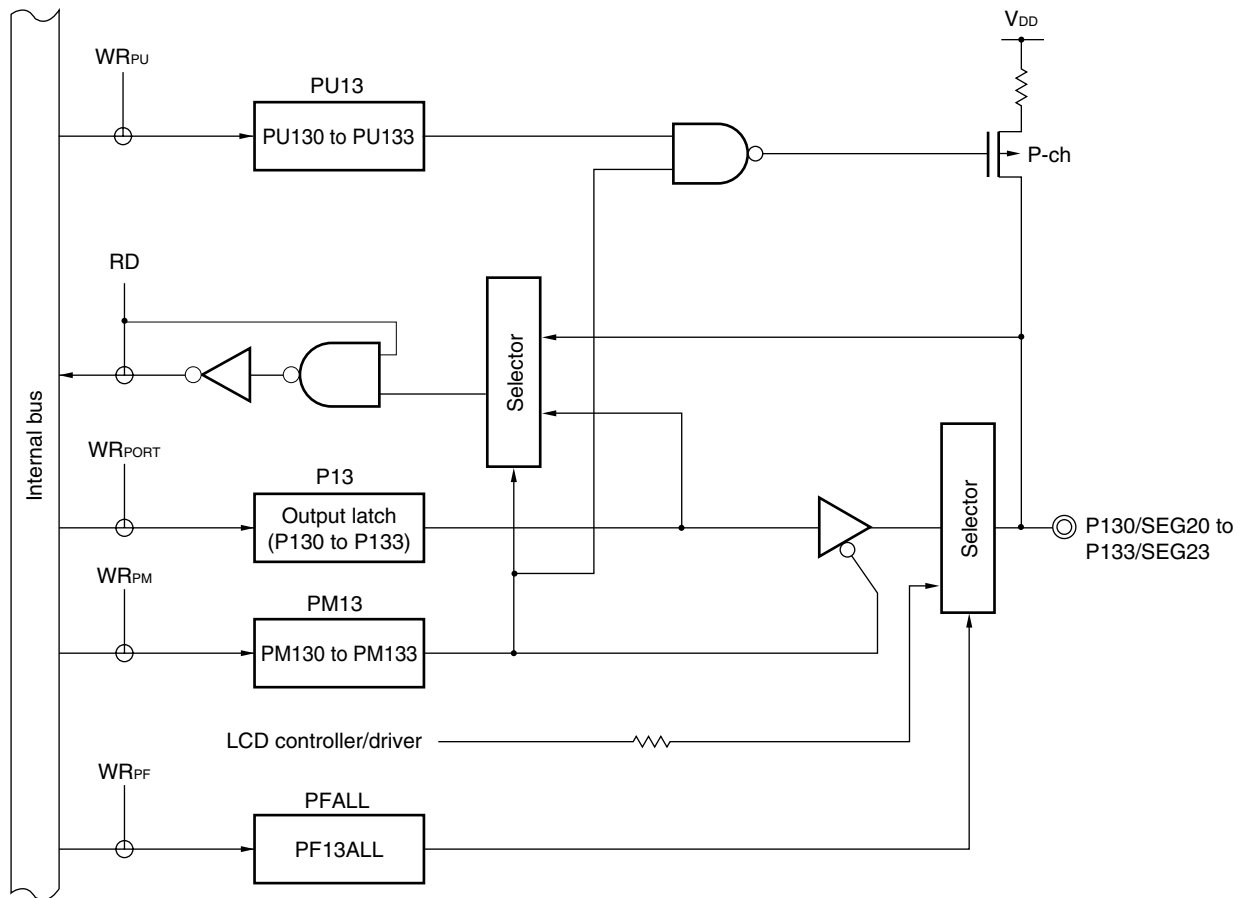 VDD
WRPU
PU13
PU130 to PU133
P-ch
RD
Selector
Internal bus
WRPORT
P13
Output latch
(P130 to P133)
Selector
P130/SEG20 to
P133/SEG23
WRPM
PM13
PM130 to PM133
LCD controller/driver
WRPF
PFALL
PF13ALL